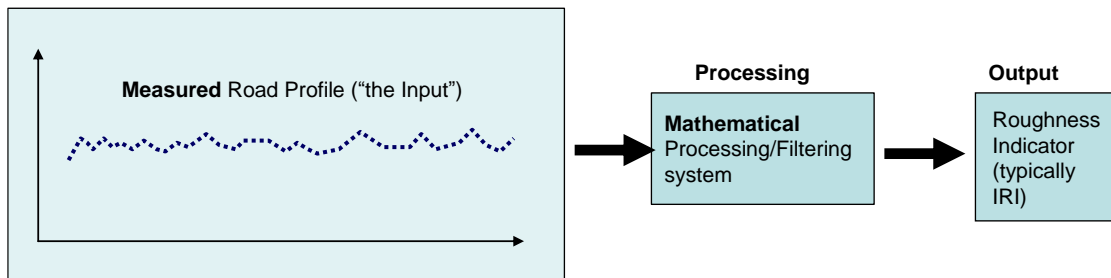 Measured Road Profile (“the Input”)
Processing
Mathematical
Processing/Filtering
system
Output
Roughness
Indicator
(typically
IRI)